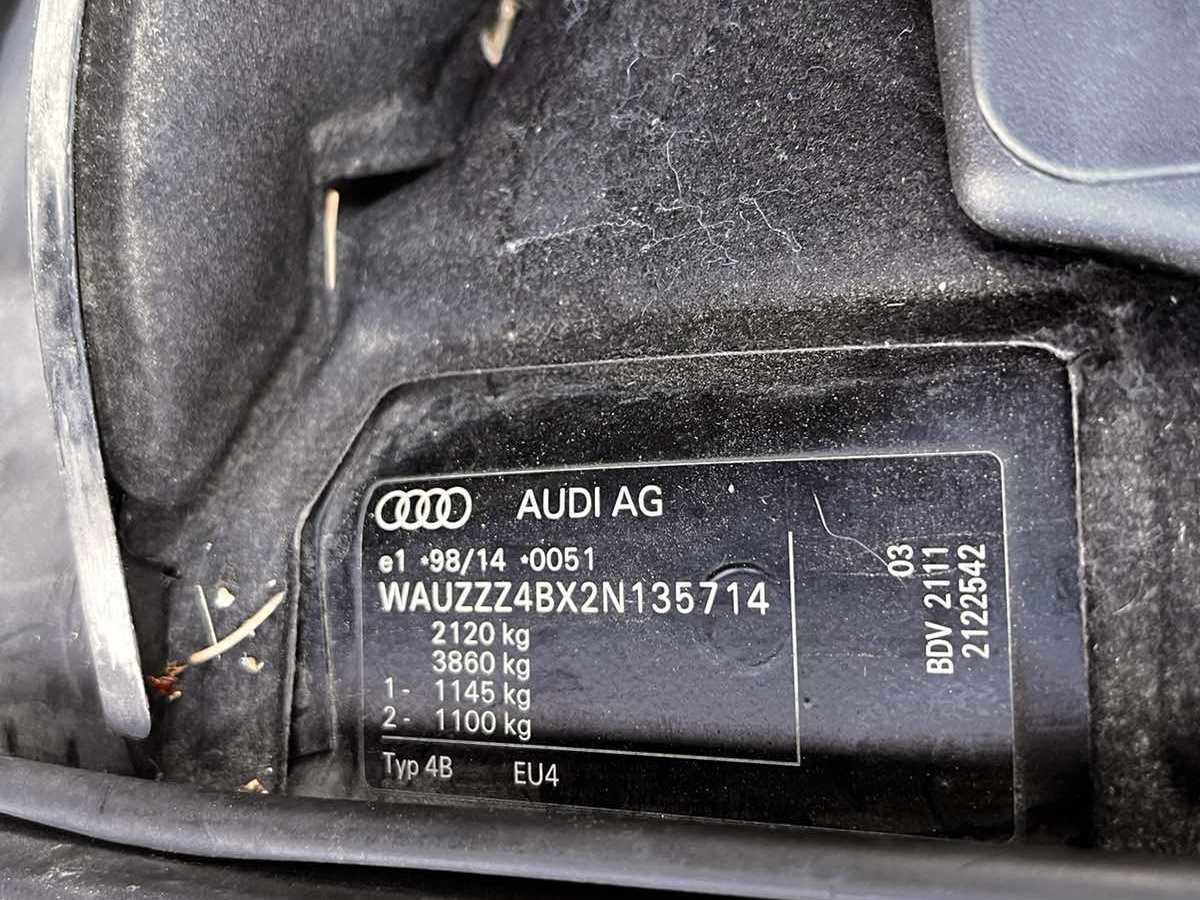 AUDI AG
e1 *98/14 *0051
WAUZZZ4BX2N135714
2120 kg
3860 kg
1- 1145 kg
2- 1100 kg
Typ 4B EU4
03
BDV 2111
2122542